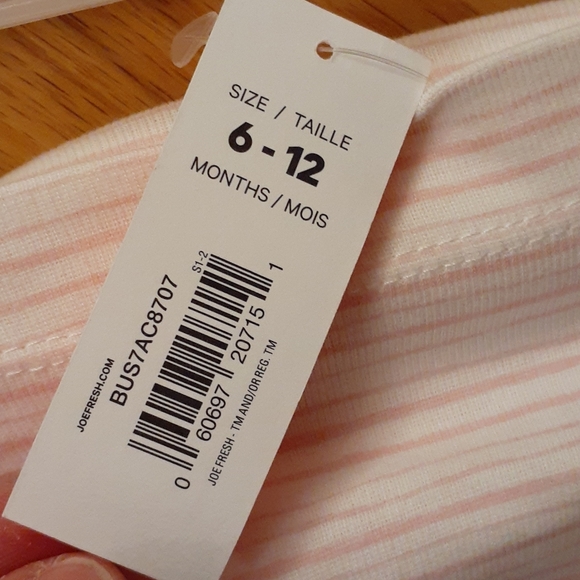 SIZE / TAILLE
6 - 12
MONTHS / MOIS
JOEFRESH.COM
BUS7AC8707
S1-2
0 60697 20715 1
JOE FRESH - TM AND/OR REG. TM